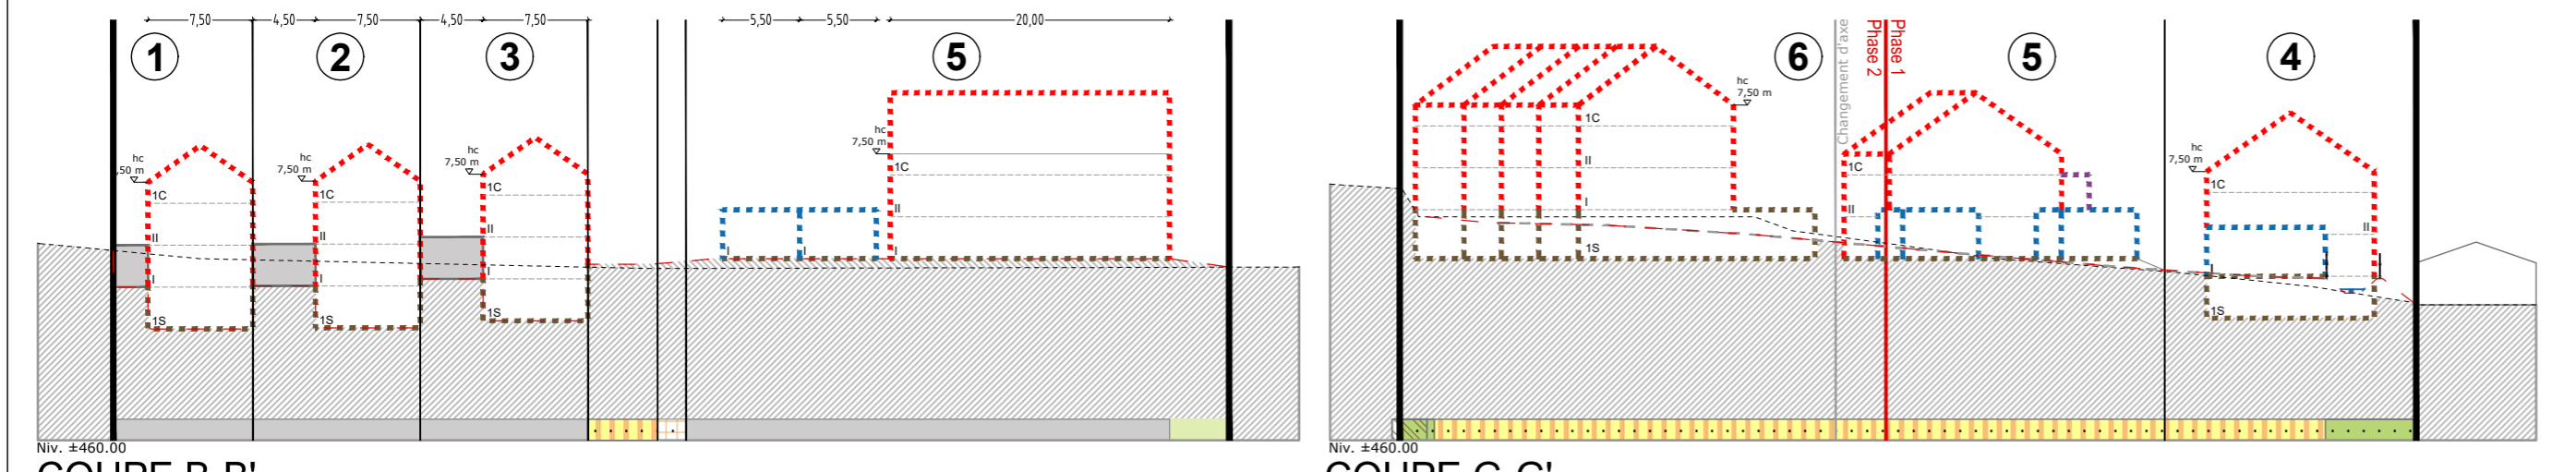 7,50 4,50 7,50 4,50 7,50 5,50 5,50 20,00
1 2 3 5
hc
,50 m
1C
II
I
1S
hc
7,50 m
1C
II
I
1S
hc
7,50 m
1C
II
I
1S
I
I
hc
7,50 m
1C
II
I
Niv. ±460.00
COUPE B-B'
6 5 4
Changement d'axe
Phase 2
Phase 1
hc
7,50 m
1C
II
I
1S
1C
II
hc
7,50 m
1C
II
I
1S
Niv. ±460.00